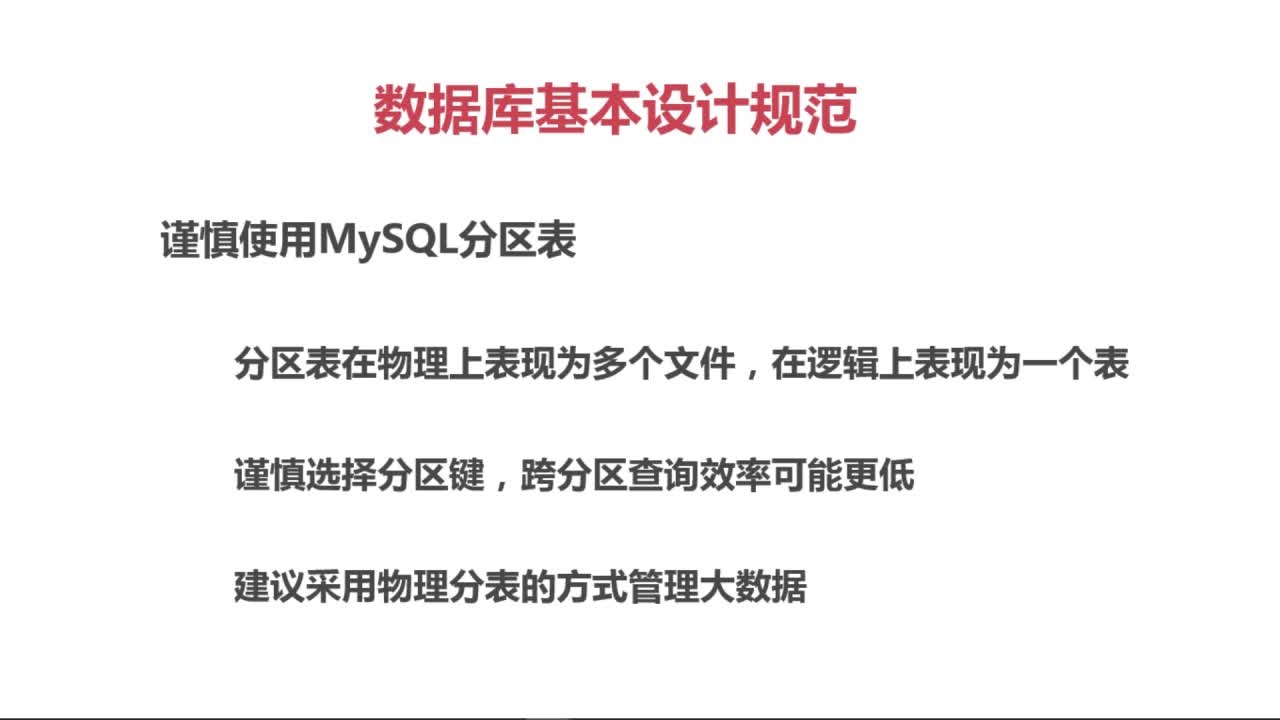 数据库基本设计规范
谨慎使用MySQL分区表
分区表在物理上表现为多个文件，在逻辑上表现为一个表
谨慎选择分区键，跨分区查询效率可能更低
建议采用物理分表的方式管理大数据